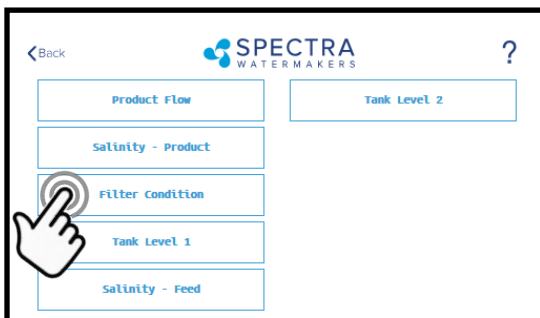 Back
SPECTRA
WATERMAKERS
?
Product Flow
Salinity - Product
Filter Condition
Tank Level 1
Salinity - Feed
Tank Level 2